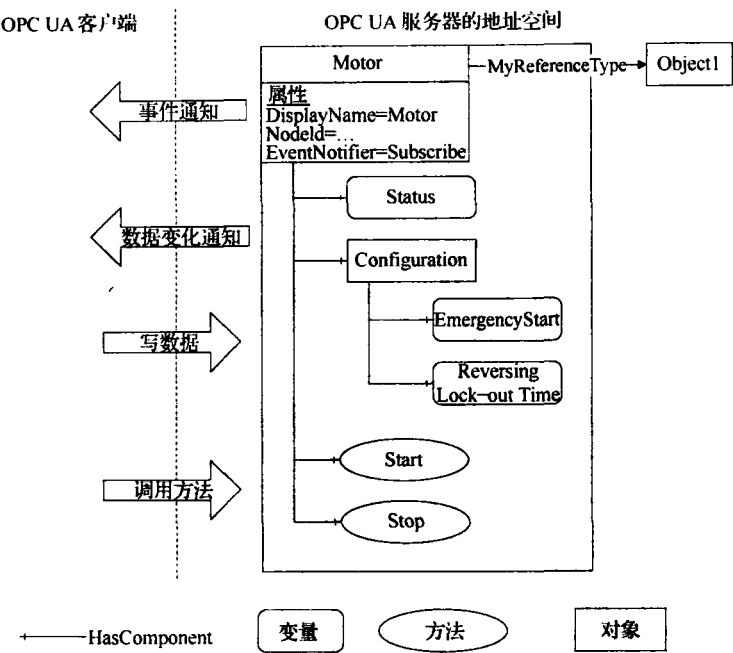 OPC UA 客户端
OPC UA 服务器的地址空间
Motor
MyReferenceType
Object1
属性
DisplayName=Motor
NodeId=…
EventNotifier=Subscribe
事件通知
Status
数据变化通知
Configuration
EmergencyStart
写数据
Reversing
Lock-out Time
Start
调用方法
Stop
HasComponent
变量
方法
对象